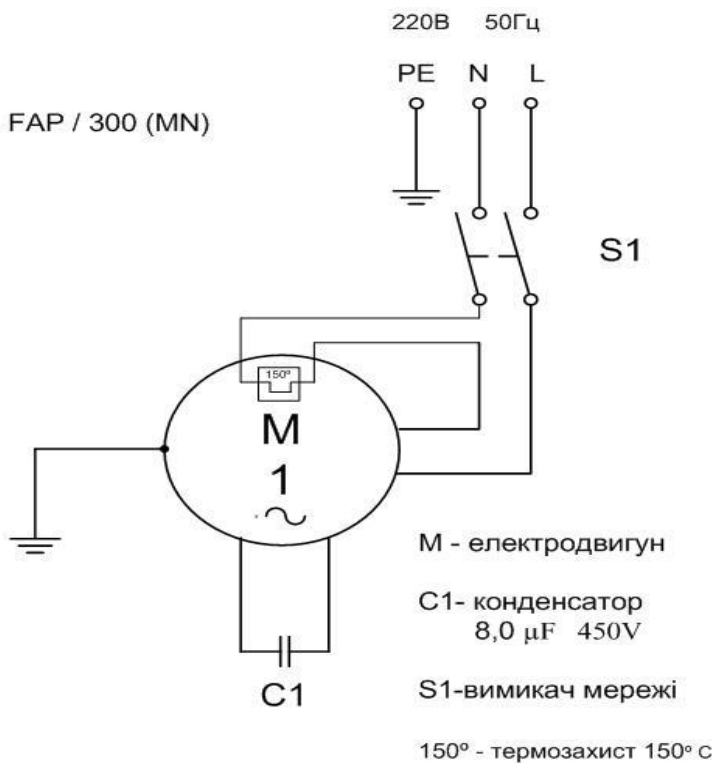 220В 50Гц
PE N L
FAP / 300 (MN)
S1
150º
M
1
C1
М - електродвигун
С1- конденсатор
8,0 µF 450V
S1-вимикач мережі
150º - термозахист 150º С